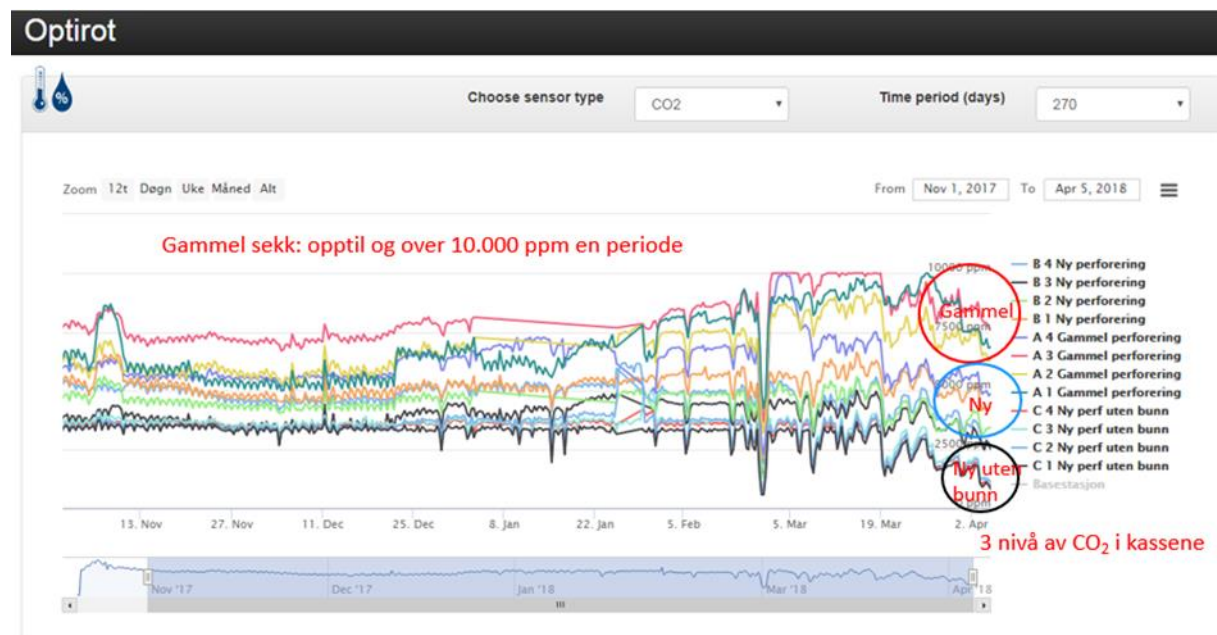 Optirot
%
Choose sensor type
CO2
Time period (days)
270
Zoom 12t Døgn Uke Måned Alt
From Nov 1, 2017 To Apr 5, 2018
Gammel sekk: opptil og over 10.000 ppm en periode
10000 ppm
Gammel
7500 ppm
5000 ppm
Ny
2500 ppm
Ny uten
bunn
ppm
B 4 Ny perforering
B 3 Ny perforering
B 2 Ny perforering
B 1 Ny perforering
A 4 Gammel perforering
A 3 Gammel perforering
A 2 Gammel perforering
A 1 Gammel perforering
C 4 Ny perf uten bunn
C 3 Ny perf uten bunn
C 2 Ny perf uten bunn
C 1 Ny perf uten bunn
Basestasjon
13. Nov 27. Nov 11. Dec 25. Dec 8. Jan 22. Jan 5. Feb 5. Mar 19. Mar 2. Apr
3 nivå av CO₂ i kassene
Nov '17 Dec '17 Jan '18 Mar '18 Apr '18